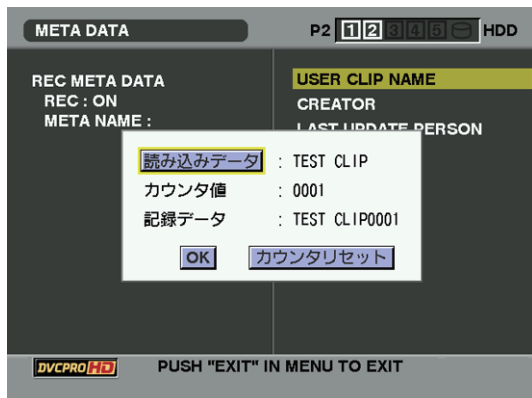 META DATA
P2 1 2 3 4 5 HDD
REC META DATA
REC : ON
META NAME :
USER CLIP NAME
CREATOR
LAST UPDATE PERSON
読み込みデータ : TEST CLIP
カウンタ値 : 0001
記録データ : TEST CLIP0001
OK カウンタリセット
DVCPRO HD PUSH "EXIT" IN MENU TO EXIT